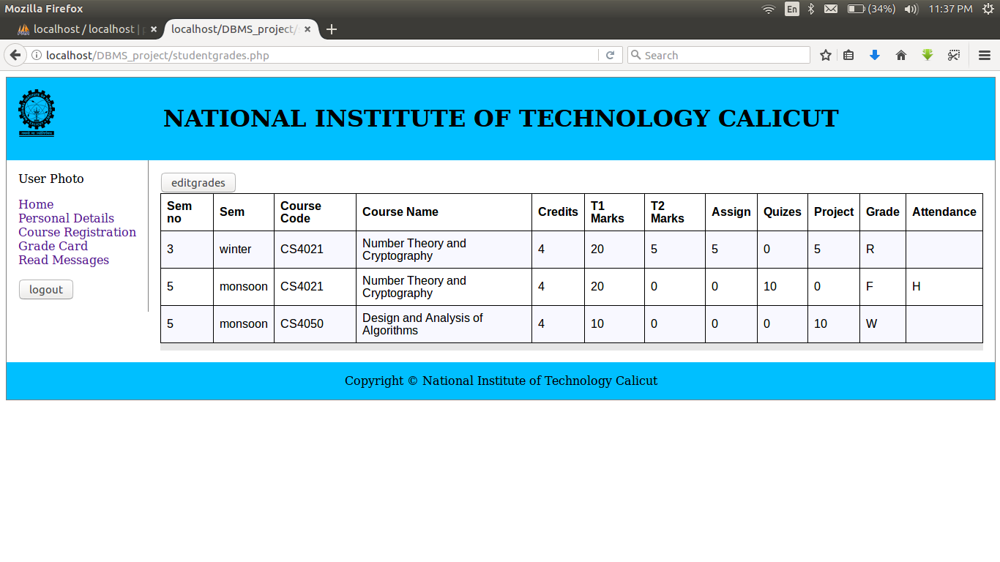 Mozilla Firefox
En
(34%)
11:37 PM
localhost / localhost | p
localhost/DBMS_project/
localhost/DBMS_project/studentgrades.php
Search
NATIONAL INSTITUTE OF TECHNOLOGY CALICUT
User Photo
Home
Personal Details
Course Registration
Grade Card
Read Messages
logout
editgrades
Sem no Sem Course Code Course Name Credits T1 Marks T2 Marks Assign Quizes Project Grade Attendance
3 winter CS4021 Number Theory and Cryptography 4 20 5 5 0 5 R
5 monsoon CS4021 Number Theory and Cryptography 4 20 0 0 10 0 F H
5 monsoon CS4050 Design and Analysis of Algorithms 4 10 0 0 0 10 W
Copyright © National Institute of Technology Calicut